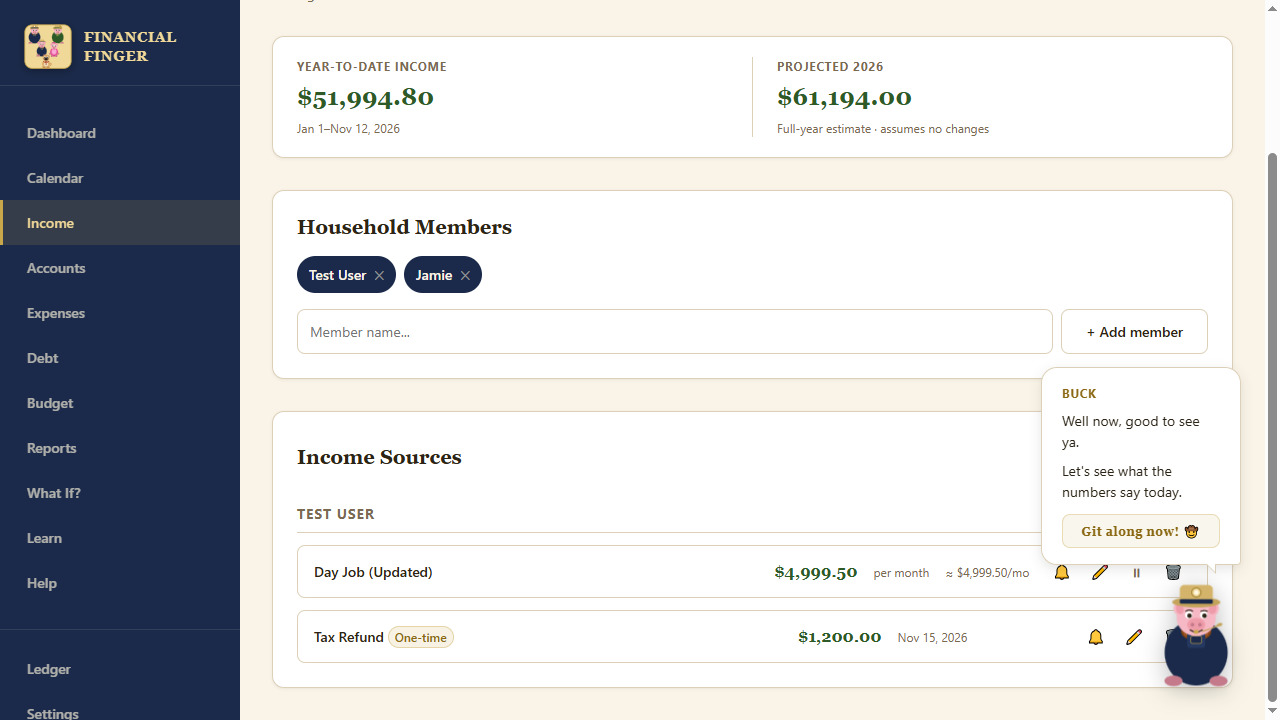 FINANCIAL
FINGER
Dashboard
Calendar
Income
Accounts
Expenses
Debt
Budget
Reports
What If?
Learn
Help
Ledger
Settings
YEAR-TO-DATE INCOME
$51,994.80
Jan 1–Nov 12, 2026
PROJECTED 2026
$61,194.00
Full-year estimate · assumes no changes
Household Members
Test User ×
Jamie ×
Member name...
+ Add member
Income Sources
TEST USER
Day Job (Updated)
$4,999.50 per month ≈ $4,999.50/mo
Tax Refund One-time
$1,200.00 Nov 15, 2026
BUCK
Well now, good to see
ya.
Let's see what the
numbers say today.
Git along now! 🤠